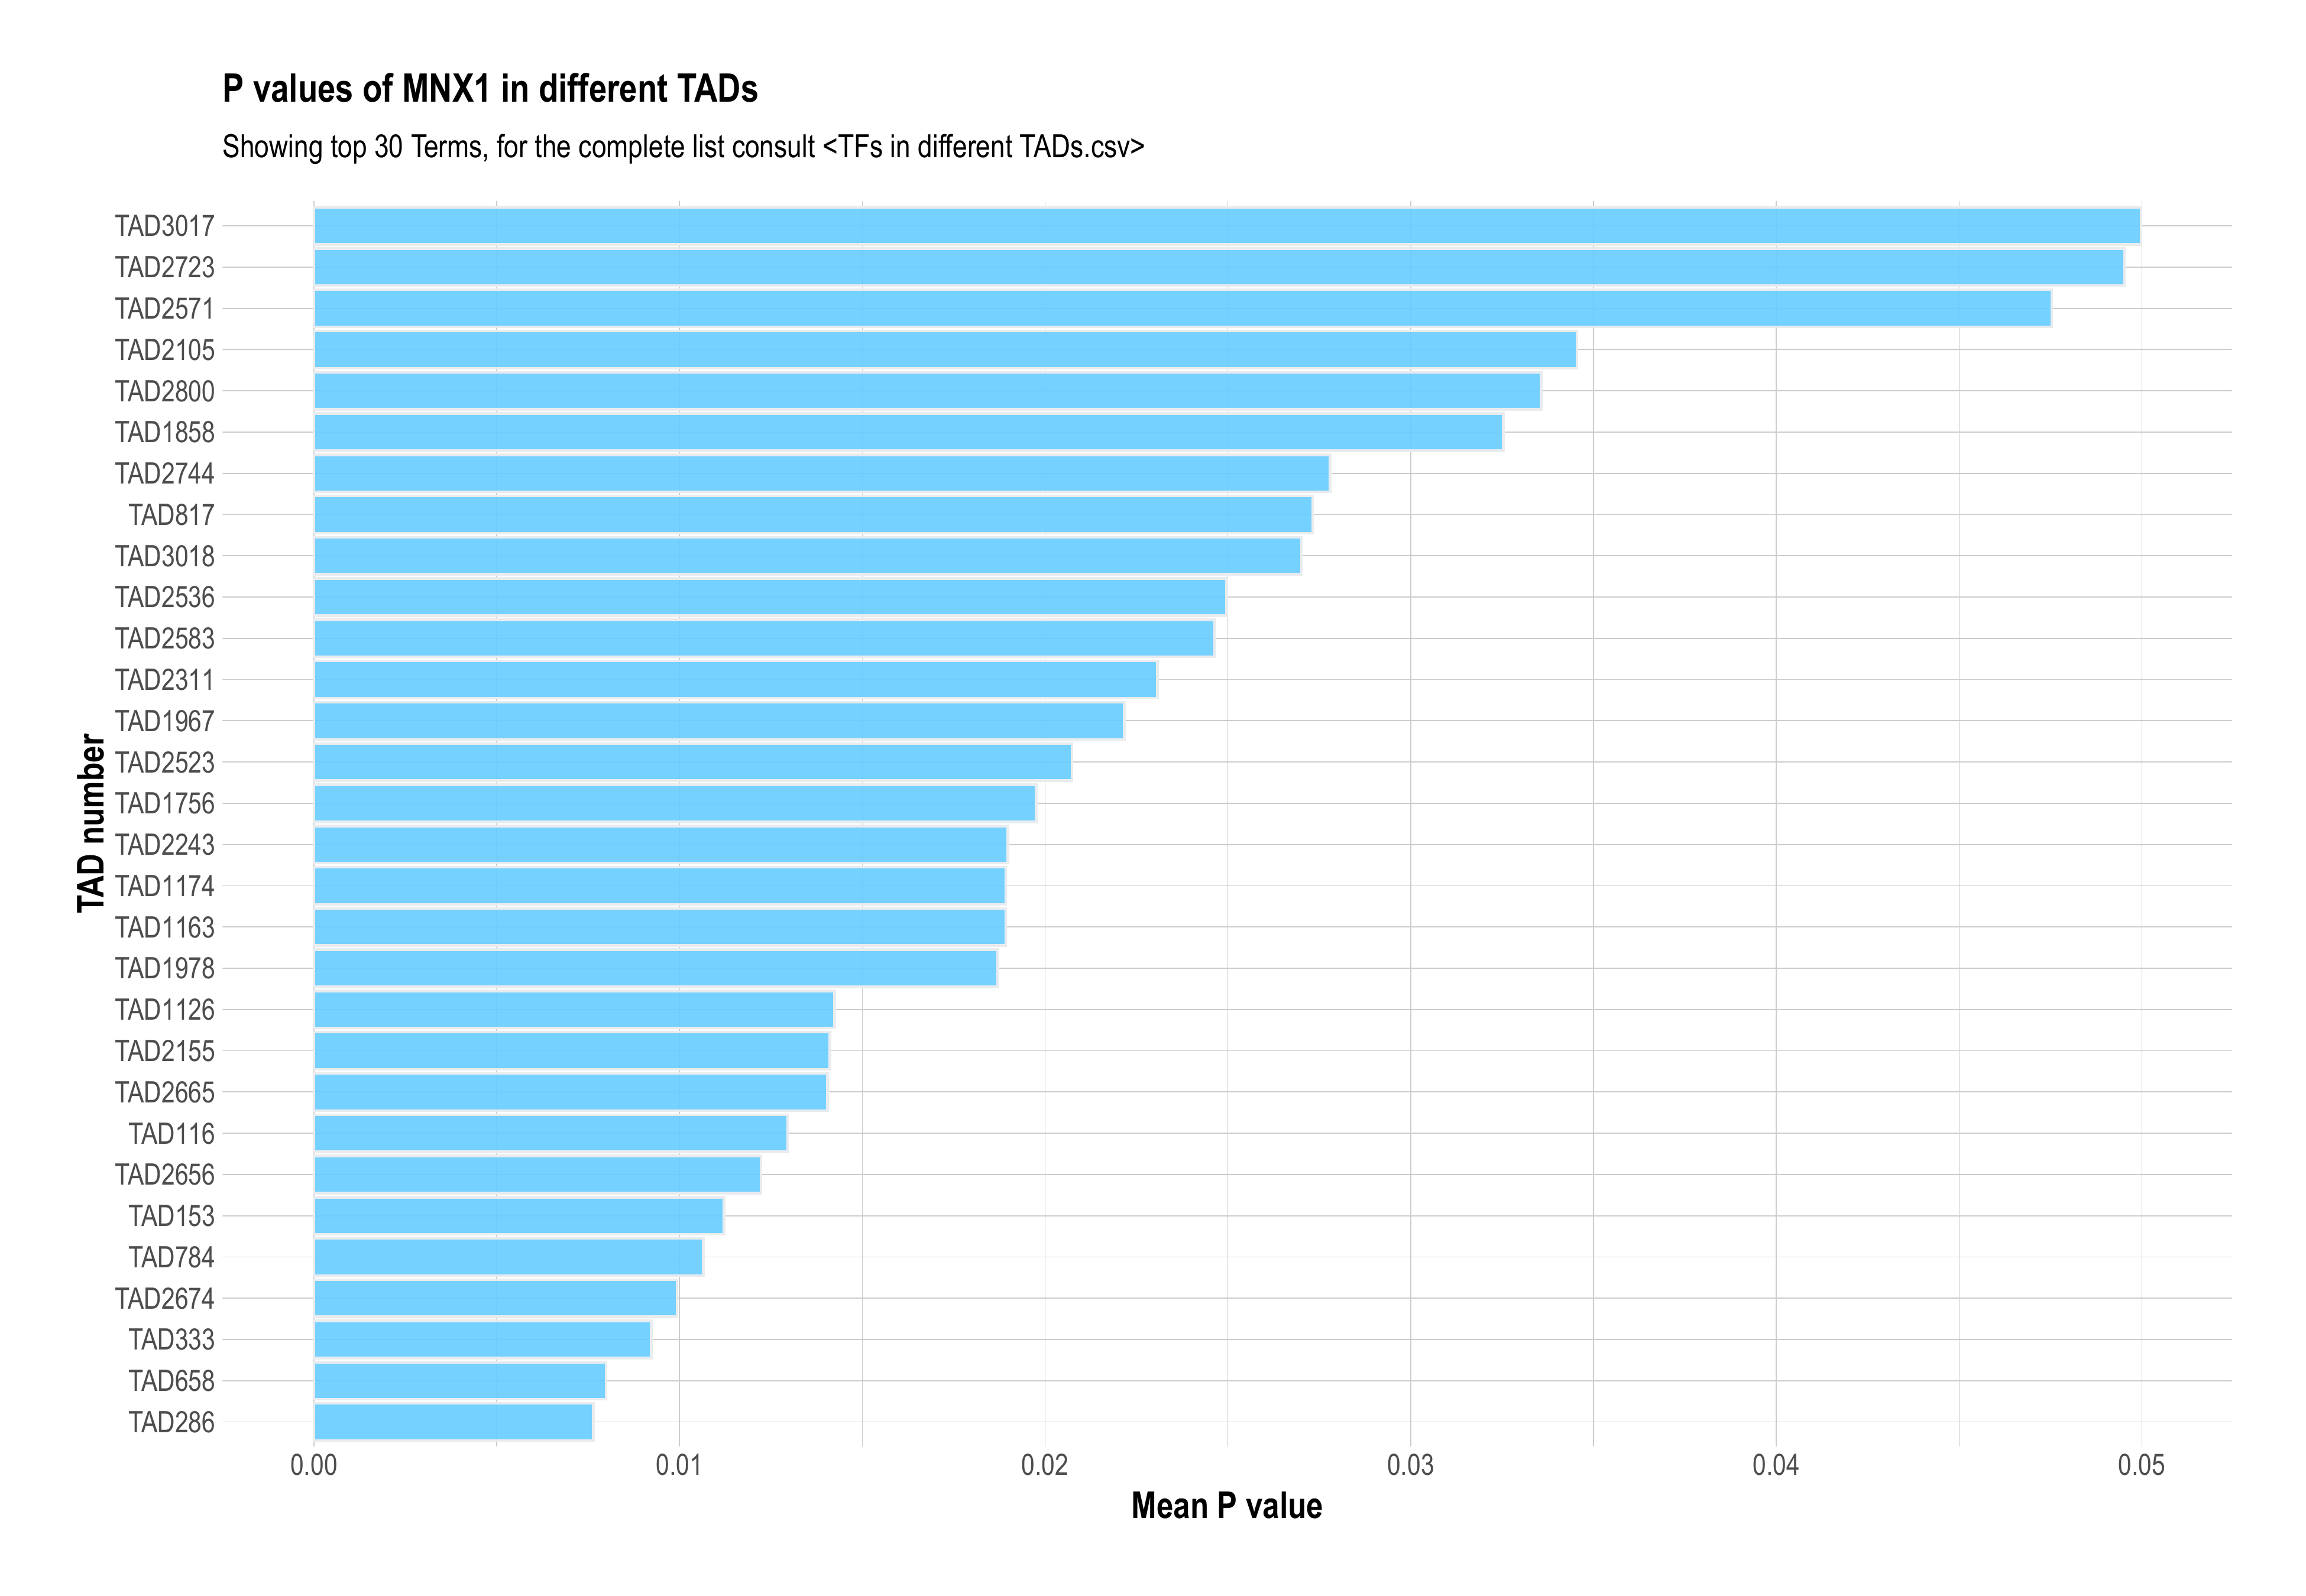 P values of MNX1 in different TADs
Showing top 30 Terms, for the complete list consult <TFs in different TADs.csv>
TAD number
TAD3017
TAD2723
TAD2571
TAD2105
TAD2800
TAD1858
TAD2744
TAD817
TAD3018
TAD2536
TAD2583
TAD2311
TAD1967
TAD2523
TAD1756
TAD2243
TAD1174
TAD1163
TAD1978
TAD1126
TAD2155
TAD2665
TAD116
TAD2656
TAD153
TAD784
TAD2674
TAD333
TAD658
TAD286
0.00 0.01 0.02 0.03 0.04 0.05
Mean P value